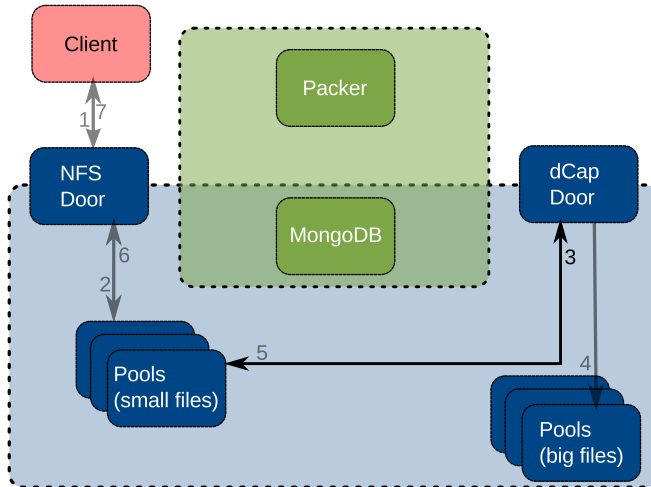 Client
Packer
1
7
NFS
Door
dCap
Door
MongoDB
6
3
2
5
4
Pools
(small files)
Pools
(big files)